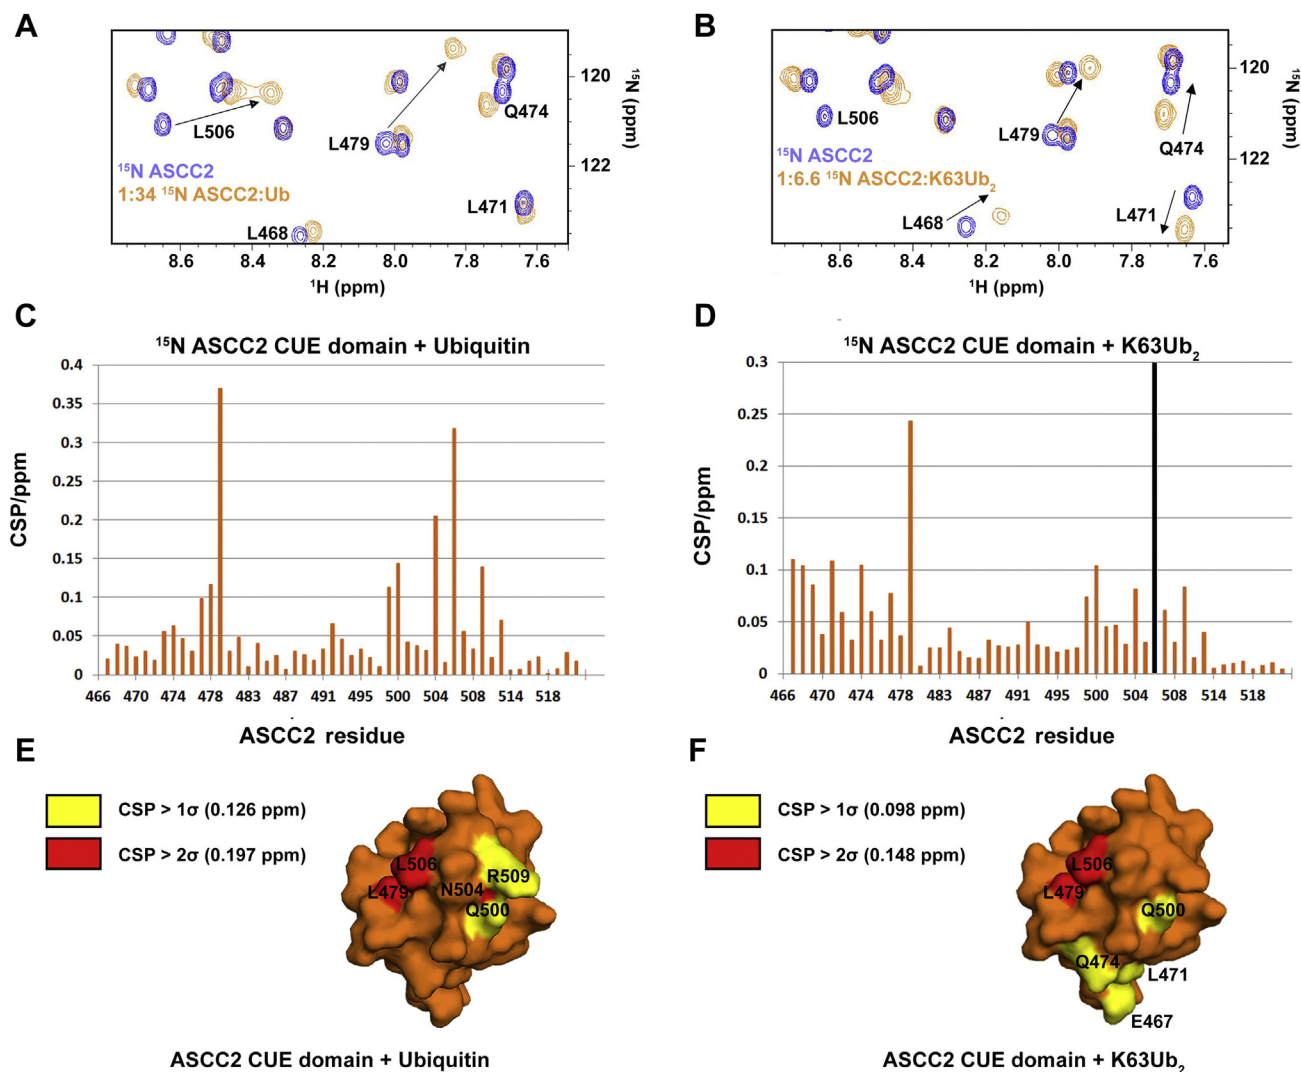 A
120
122
¹⁵N (ppm)
L506
L479
Q474
L471
L468
¹⁵N ASCC2
1:34 ¹⁵N ASCC2:Ub
8.6 8.4 8.2 8.0 7.8 7.6
¹H (ppm)
B
120
122
¹⁵N (ppm)
L506
L479
Q474
L468
L471
¹⁵N ASCC2
1:6.6 ¹⁵N ASCC2:K63Ub₂
8.6 8.4 8.2 8.0 7.8 7.6
¹H (ppm)
C
¹⁵N ASCC2 CUE domain + Ubiquitin
CSP/ppm
0.4
0.35
0.3
0.25
0.2
0.15
0.1
0.05
0
466 470 474 478 483 487 491 495 500 504 508 514 518
ASCC2 residue
D
¹⁵N ASCC2 CUE domain + K63Ub₂
CSP/ppm
0.3
0.25
0.2
0.15
0.1
0.05
0
466 470 474 478 483 487 491 495 500 504 508 514 518
ASCC2 residue
E
CSP > 1σ (0.126 ppm)
CSP > 2σ (0.197 ppm)
L506
L479
N504
R509
Q500
ASCC2 CUE domain + Ubiquitin
F
CSP > 1σ (0.098 ppm)
CSP > 2σ (0.148 ppm)
L506
L479
Q500
Q474
L471
E467
ASCC2 CUE domain + K63Ub₂